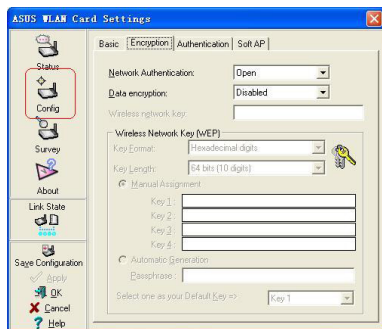 ASUS WLAN Card Settings
Status
Config
Survey
About
Link State
Save Configuration
Apply
OK
Cancel
Help
Basic Encryption Authentication Soft AP
Network Authentication: Open
Data encryption: Disabled
Wireless network key:
Wireless Network Key (WEP)
Key Format: Hexadecimal digits
Key Length: 64 bits (10 digits)
Manual Assignment
Key 1 :
Key 2 :
Key 3 :
Key 4 :
Automatic Generation
Passphrase :
Select one as your Default Key => Key 1